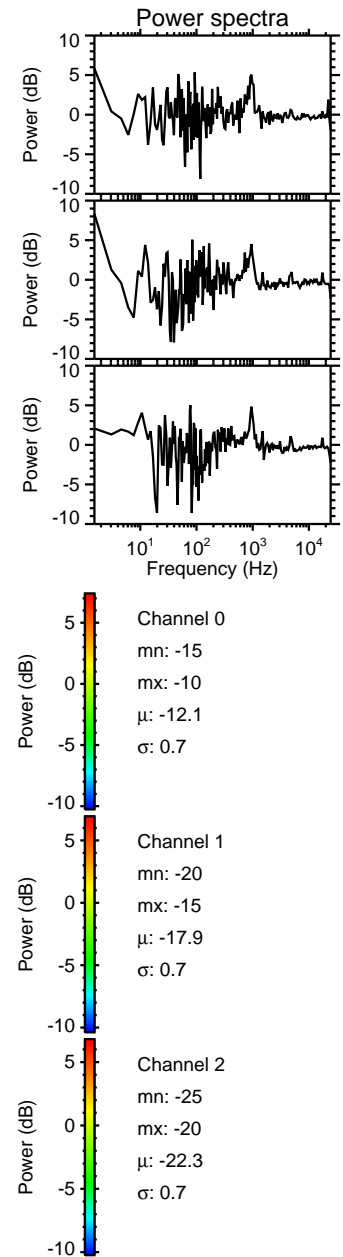 Power spectra
10
5
0
-5
-10
Power (dB)
10
5
0
-5
-10
Power (dB)
10
5
0
-5
-10
Power (dB)
10¹ 10² 10³ 10⁴
Frequency (Hz)
5
0
-5
-10
Power (dB)
Channel 0
mn: -15
mx: -10
μ: -12.1
σ: 0.7
5
0
-5
-10
Power (dB)
Channel 1
mn: -20
mx: -15
μ: -17.9
σ: 0.7
5
0
-5
-10
Power (dB)
Channel 2
mn: -25
mx: -20
μ: -22.3
σ: 0.7